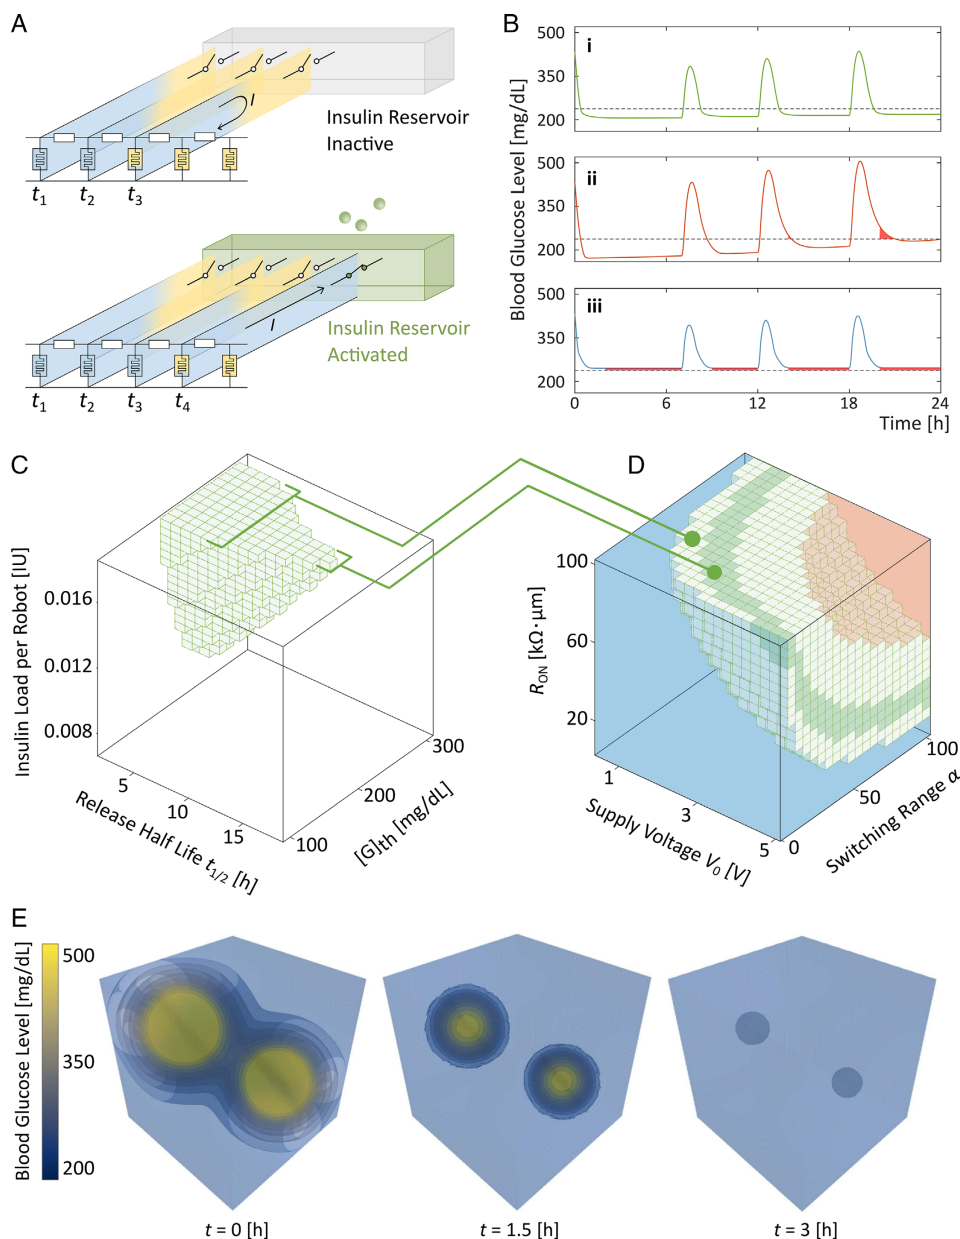 A
I
Insulin Reservoir
Inactive
t1 t2 t3
I
Insulin Reservoir
Activated
t1 t2 t3 t4
B
Blood Glucose Level [mg/dL]
500
350
200
i
500
350
200
ii
500
350
200
iii
0 6 12 18 24
Time [h]
C
Insulin Load per Robot [IU]
0.016
0.012
0.008
5
10
15
Release Half Life t1/2 [h]
100
200
300
[G]th [mg/dL]
D
RON [kΩ·μm]
100
60
20
1
3
5
Supply Voltage V0 [V]
0
50
100
Switching Range α
E
Blood Glucose Level [mg/dL]
500
350
200
t = 0 [h]
t = 1.5 [h]
t = 3 [h]